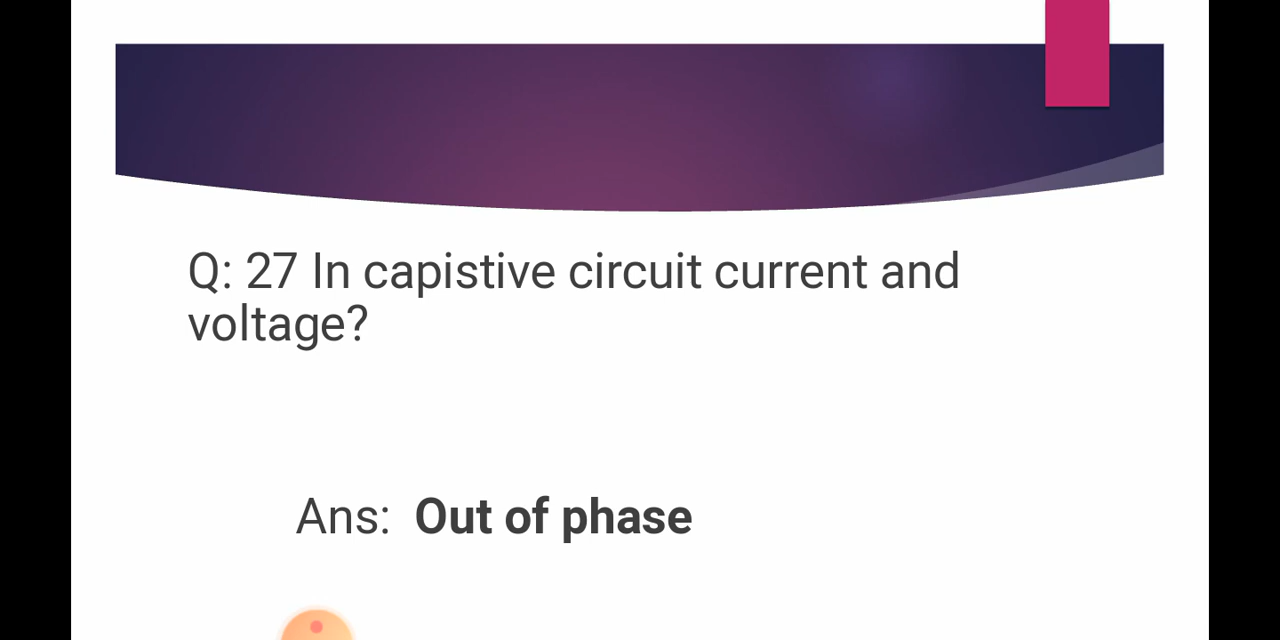 Q: 27 In capistive circuit current and
voltage?
Ans: Out of phase